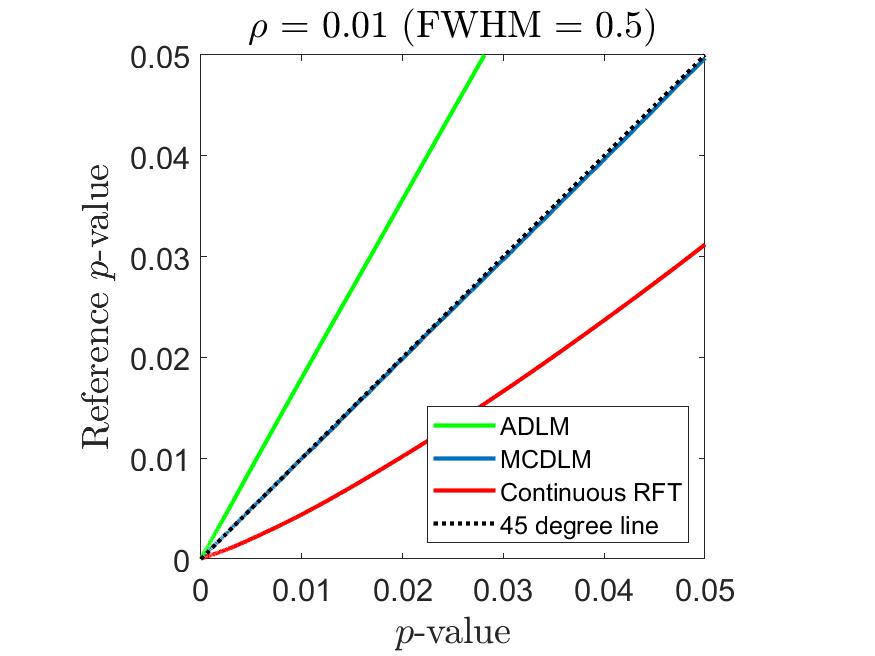 ρ = 0.01 (FWHM = 0.5)
Reference p-value
0.05
0.04
0.03
0.02
0.01
0
ADLM
MCDLM
Continuous RFT
45 degree line
0 0.01 0.02 0.03 0.04 0.05
p-value